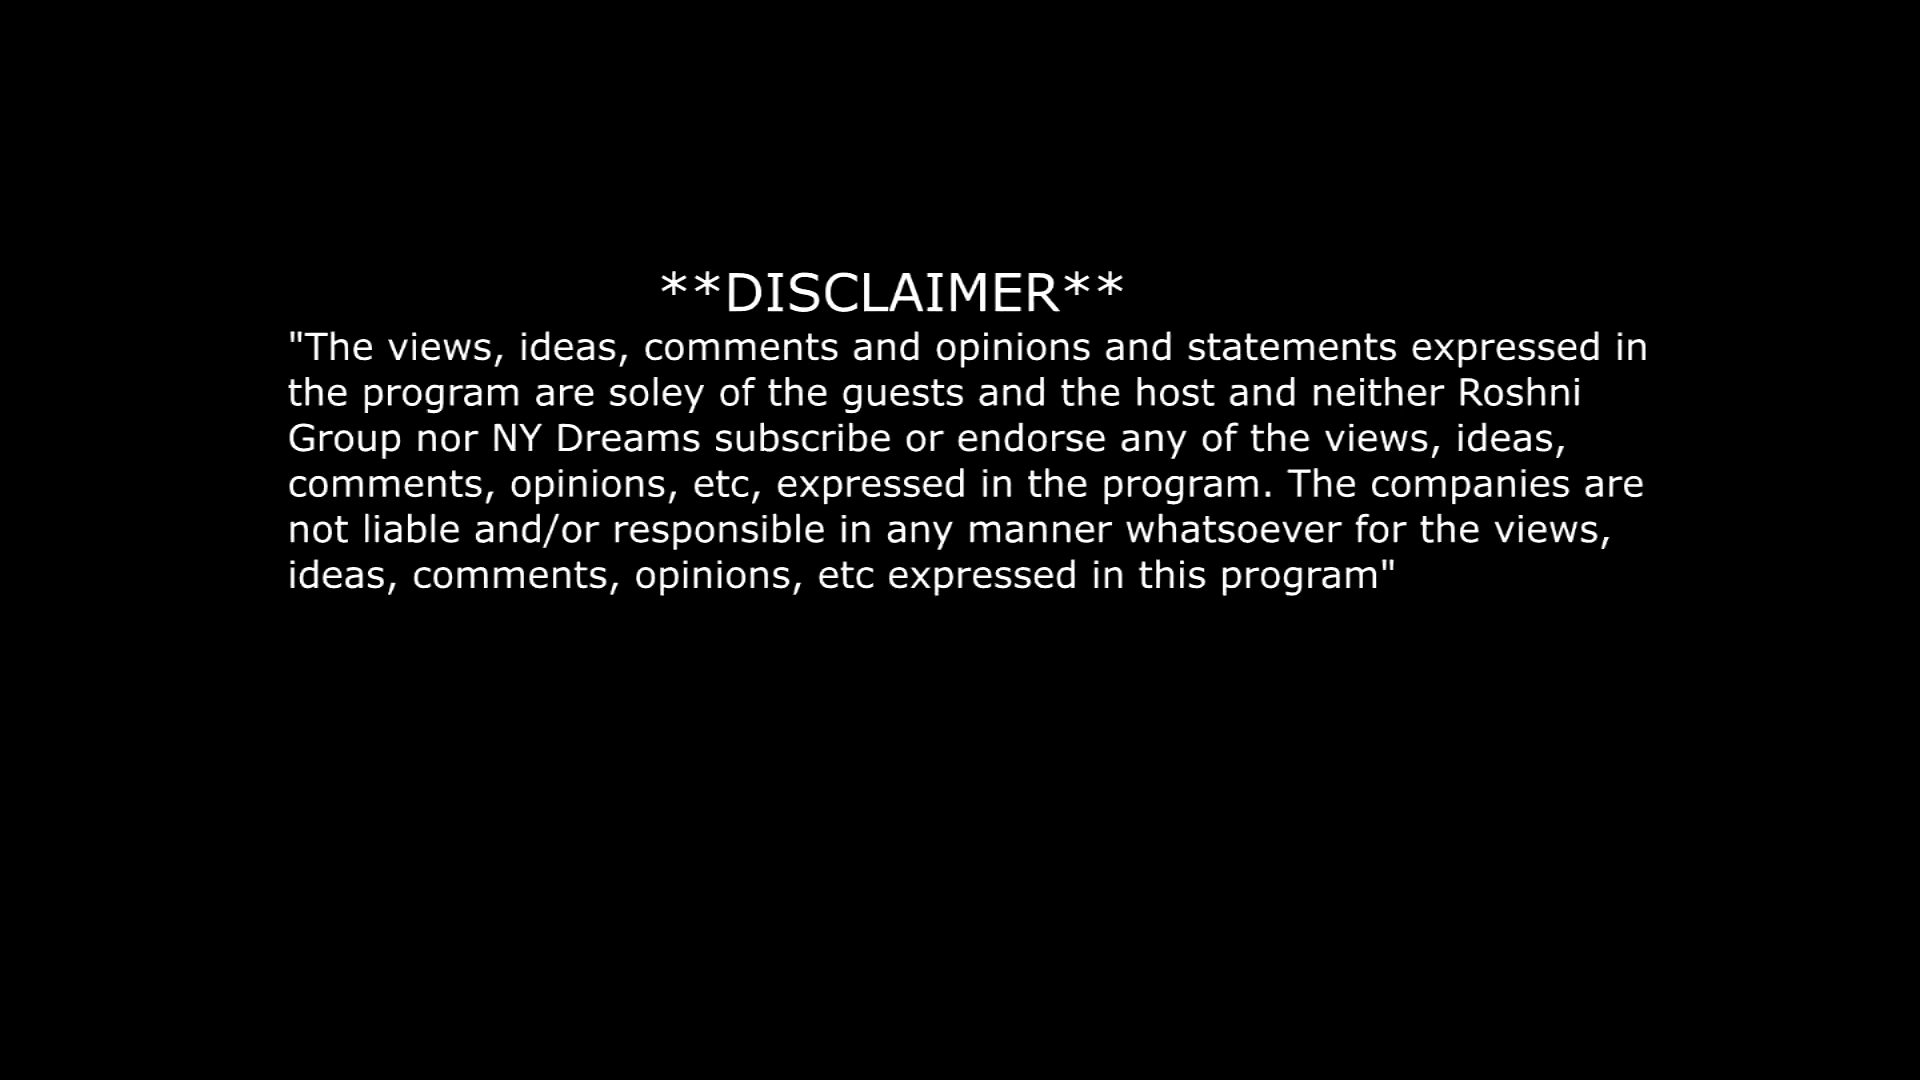 **DISCLAIMER**
"The views, ideas, comments and opinions and statements expressed in
the program are soley of the guests and the host and neither Roshni
Group nor NY Dreams subscribe or endorse any of the views, ideas,
comments, opinions, etc, expressed in the program. The companies are
not liable and/or responsible in any manner whatsoever for the views,
ideas, comments, opinions, etc expressed in this program"